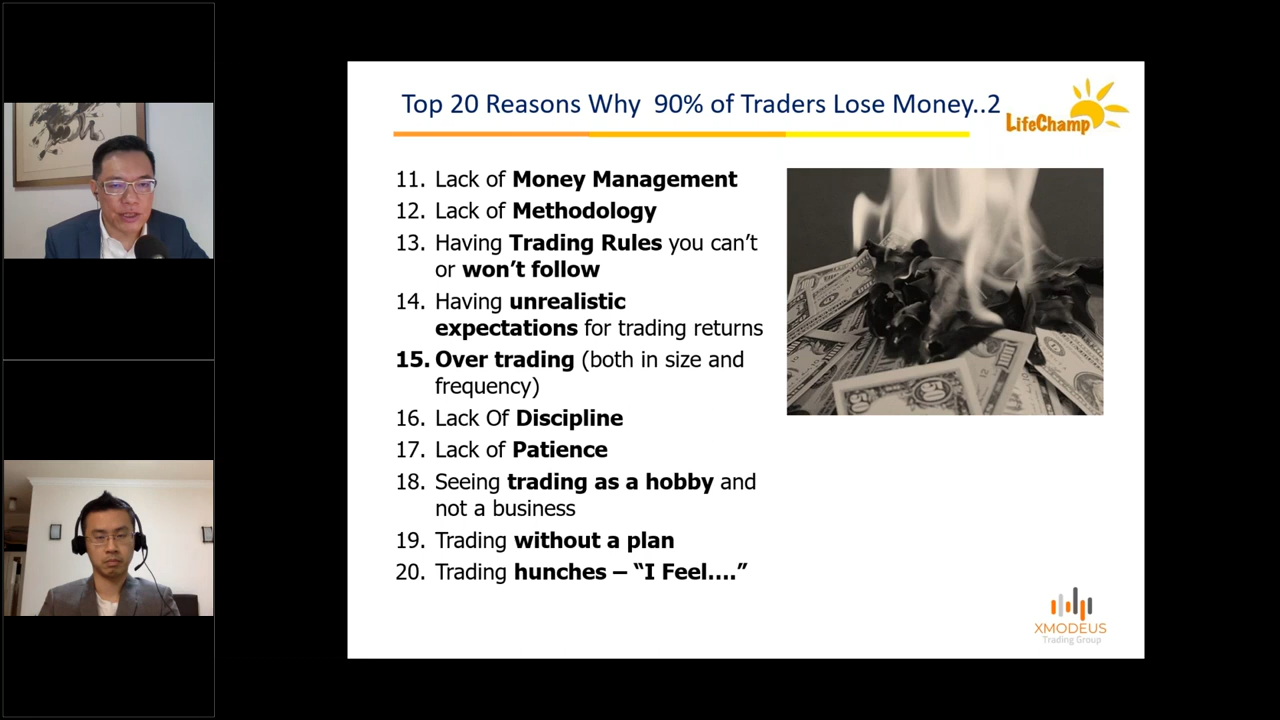 Top 20 Reasons Why 90% of Traders Lose Money..2
LifeChamp
11. Lack of Money Management
12. Lack of Methodology
13. Having Trading Rules you can't
or won't follow
14. Having unrealistic
expectations for trading returns
15. Over trading (both in size and
frequency)
16. Lack Of Discipline
17. Lack of Patience
18. Seeing trading as a hobby and
not a business
19. Trading without a plan
20. Trading hunches – “I Feel....”
50
XMODEUS
Trading Group